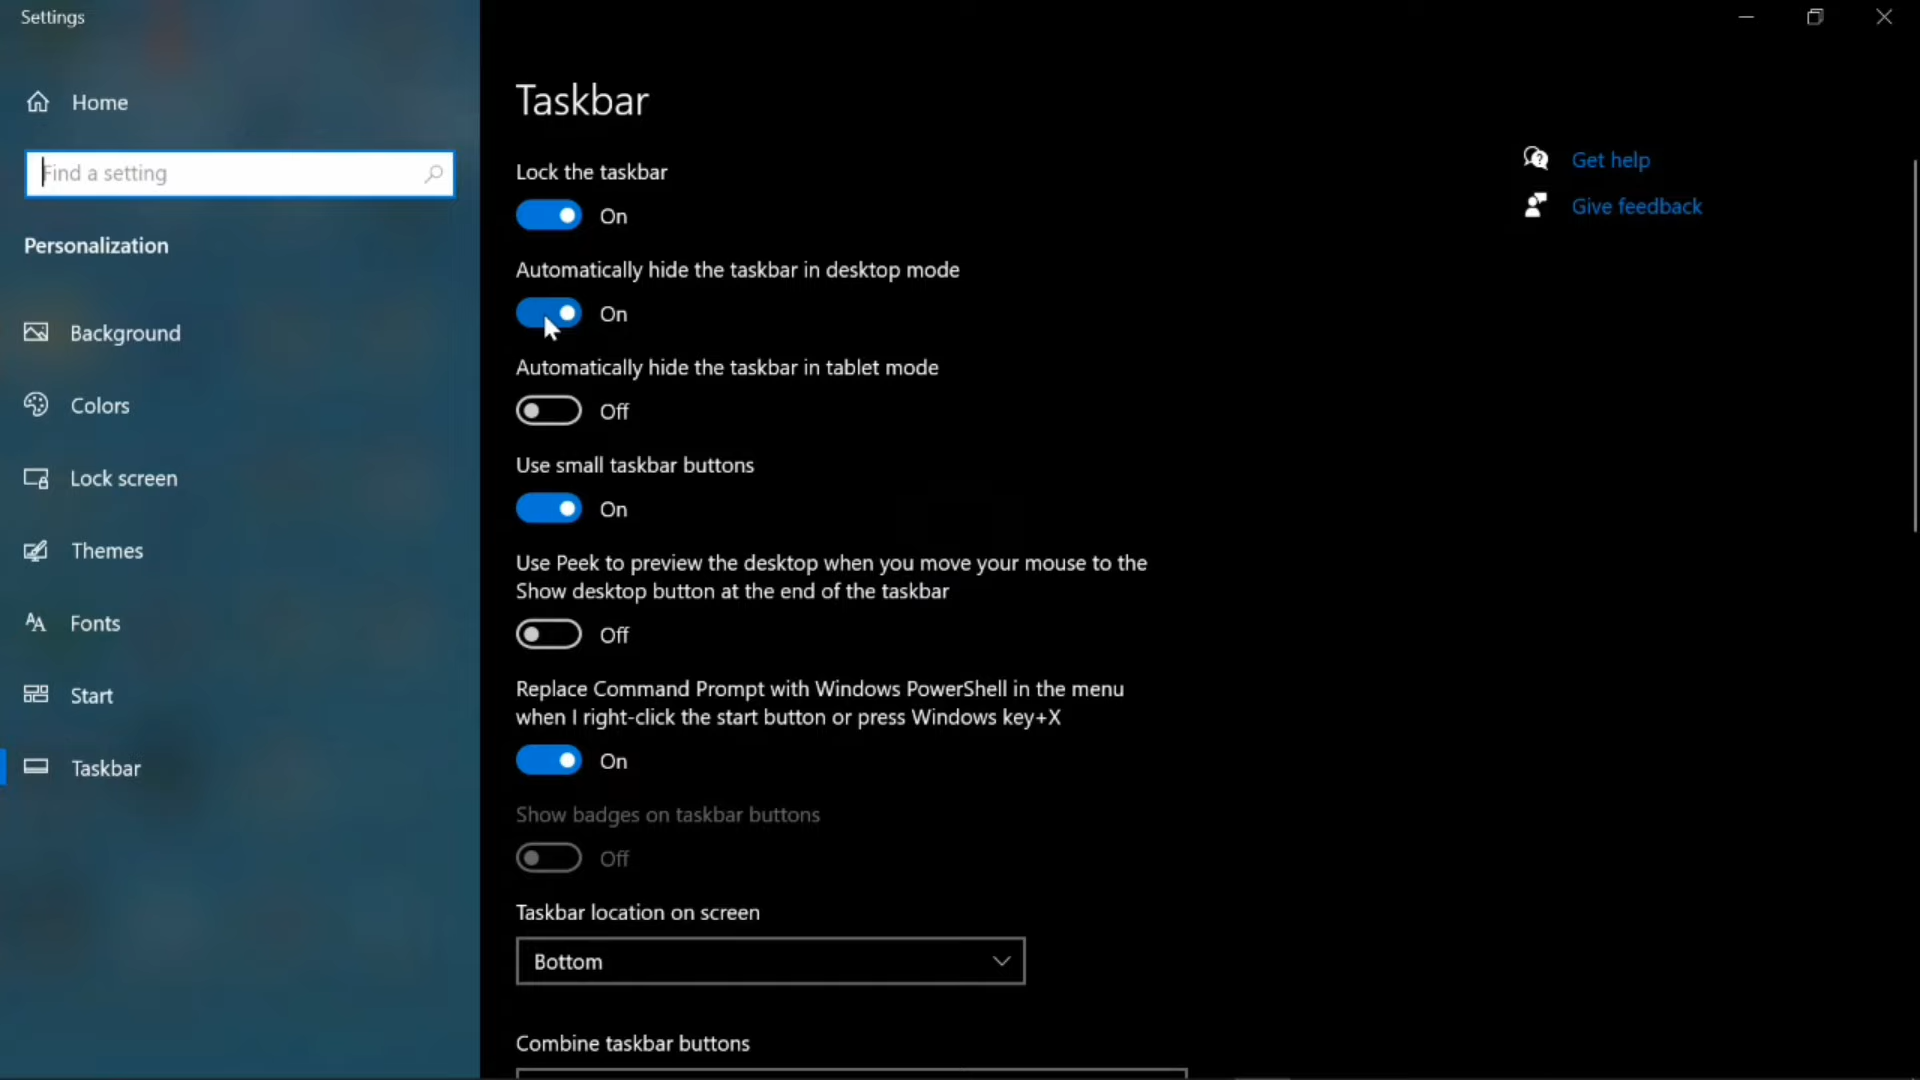 Settings
Home
Find a setting
Personalization
Background
Colors
Lock screen
Themes
Fonts
Start
Taskbar
Taskbar
Lock the taskbar
On
Automatically hide the taskbar in desktop mode
On
Automatically hide the taskbar in tablet mode
Off
Use small taskbar buttons
On
Use Peek to preview the desktop when you move your mouse to the
Show desktop button at the end of the taskbar
Off
Replace Command Prompt with Windows PowerShell in the menu
when I right-click the start button or press Windows key+X
On
Show badges on taskbar buttons
Off
Taskbar location on screen
Bottom
Combine taskbar buttons
Get help
Give feedback